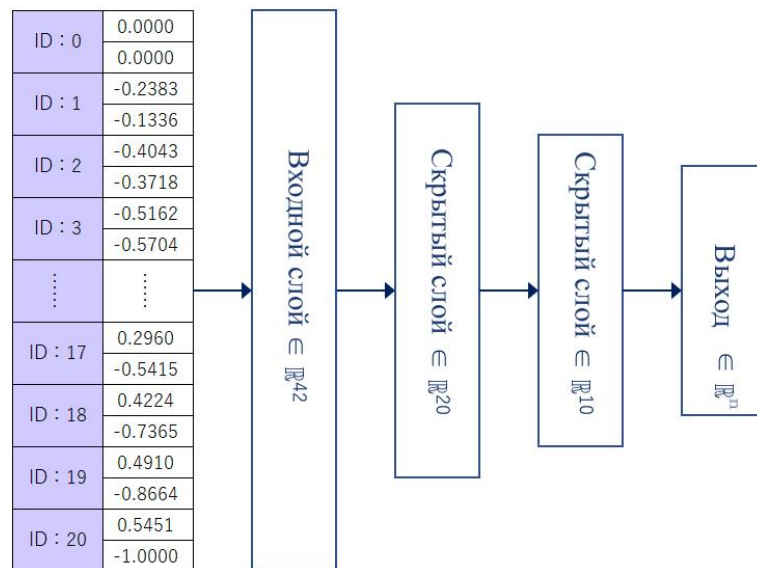 ID：0
0.0000
0.0000
ID：1
-0.2383
-0.1336
ID：2
-0.4043
-0.3718
ID：3
-0.5162
-0.5704
……
……
ID：17
0.2960
-0.5415
ID：18
0.4224
-0.7365
ID：19
0.4910
-0.8664
ID：20
0.5451
-1.0000
Входной слой ∈ ℝ⁴²
Скрытый слой ∈ ℝ²⁰
Скрытый слой ∈ ℝ¹⁰
Выход ∈ ℝⁿ